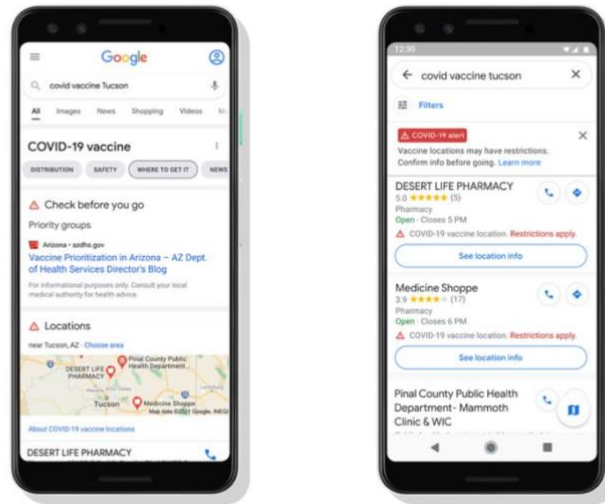 Google
covid vaccine Tucson
All Images News Shopping Videos
COVID-19 vaccine
DISTRIBUTION SAFETY WHERE TO GET IT NEWS
Check before you go
Priority groups
Arizona · azdhs.gov
Vaccine Prioritization in Arizona – AZ Dept.
of Health Services Director's Blog
For informational purposes only. Consult your local
medical authority for health advice.
Locations
near Tucson, AZ · Choose area
Pinal County Public
Health Department...
DESERT LIFE
PHARMACY
Tucson
Medicine Shoppe
Map data ©2021 Google, INEGI
About COVID-19 vaccine locations
DESERT LIFE PHARMACY
12:30
covid vaccine tucson
Filters
COVID-19 alert
Vaccine locations may have restrictions.
Confirm info before going. Learn more
DESERT LIFE PHARMACY
5.0 ★★★★★ (5)
Pharmacy
Open · Closes 5 PM
COVID-19 vaccine location. Restrictions apply.
See location info
Medicine Shoppe
3.9 ★★★★★ (17)
Pharmacy
Open · Closes 6 PM
COVID-19 vaccine location. Restrictions apply.
See location info
Pinal County Public Health
Department- Mammoth
Clinic & WIC